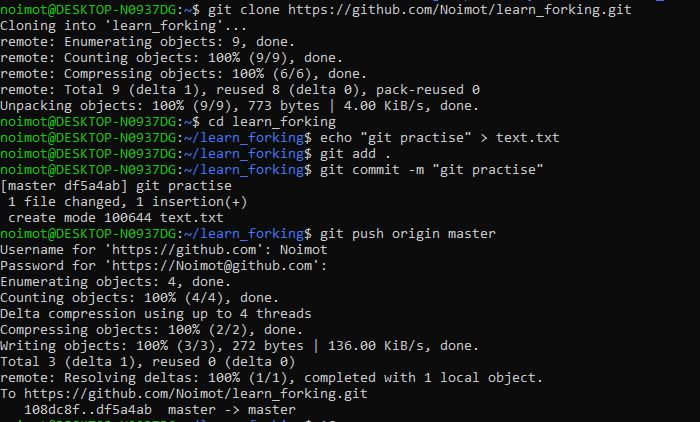 noimot@DESKTOP-N0937DG:~$ git clone https://github.com/Noimot/learn_forking.git
Cloning into 'learn_forking'...
remote: Enumerating objects: 9, done.
remote: Counting objects: 100% (9/9), done.
remote: Compressing objects: 100% (6/6), done.
remote: Total 9 (delta 1), reused 8 (delta 0), pack-reused 0
Unpacking objects: 100% (9/9), 773 bytes | 4.00 KiB/s, done.
noimot@DESKTOP-N0937DG:~$ cd learn_forking
noimot@DESKTOP-N0937DG:~/learn_forking$ echo "git practise" > text.txt
noimot@DESKTOP-N0937DG:~/learn_forking$ git add .
noimot@DESKTOP-N0937DG:~/learn_forking$ git commit -m "git practise"
[master df5a4ab] git practise
 1 file changed, 1 insertion(+)
 create mode 100644 text.txt
noimot@DESKTOP-N0937DG:~/learn_forking$ git push origin master
Username for 'https://github.com': Noimot
Password for 'https://Noimot@github.com':
Enumerating objects: 4, done.
Counting objects: 100% (4/4), done.
Delta compression using up to 4 threads
Compressing objects: 100% (2/2), done.
Writing objects: 100% (3/3), 272 bytes | 136.00 KiB/s, done.
Total 3 (delta 1), reused 0 (delta 0)
remote: Resolving deltas: 100% (1/1), completed with 1 local object.
To https://github.com/Noimot/learn_forking.git
   108dc8f..df5a4ab  master -> master